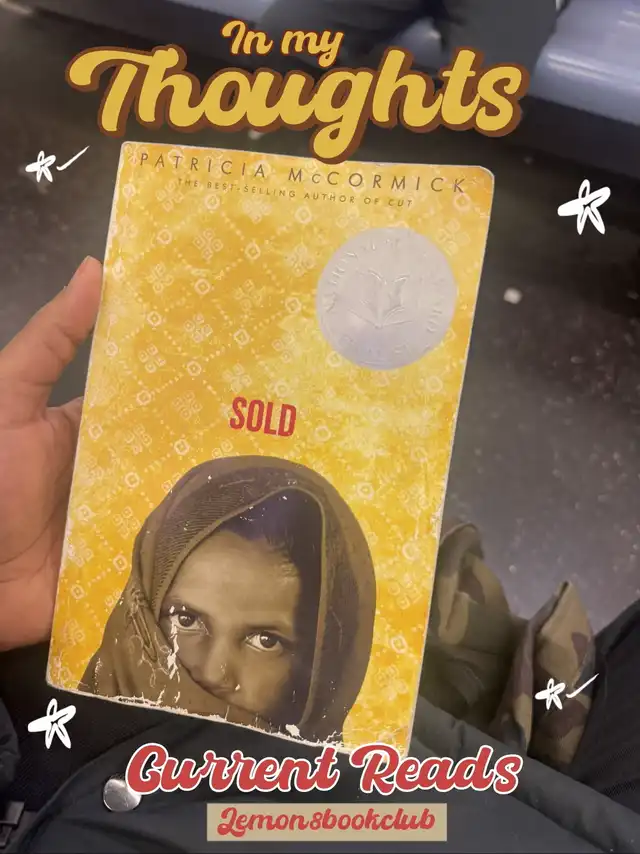 In my
Thoughts
PATRICIA McCORMICK
THE BEST-SELLING AUTHOR OF CUT
SOLD
Current Reads
Lemon8bookclub